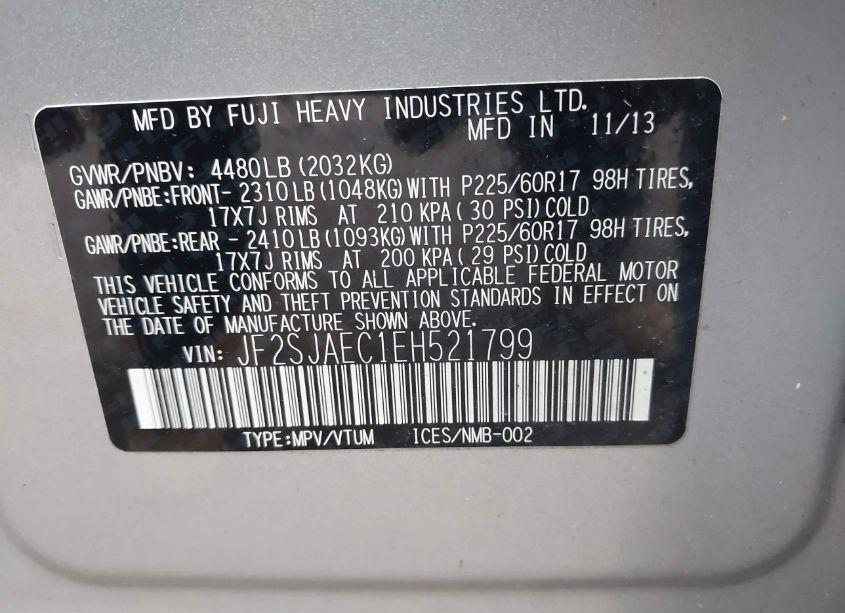 MFD BY FUJI HEAVY INDUSTRIES LTD.
MFD IN 11/13
GVWR/PNBV: 4480LB (2032KG)
GAWR/PNBE:FRONT- 2310LB (1048KG) WITH P225/60R17 98H TIRES,
17X7J RIMS AT 210 KPA ( 30 PSI) COLD
GAWR/PNBE:REAR - 2410LB (1093KG) WITH P225/60R17 98H TIRES,
17X7J RIMS AT 200 KPA ( 29 PSI) COLD
THIS VEHICLE CONFORMS TO ALL APPLICABLE FEDERAL MOTOR
VEHICLE SAFETY AND THEFT PREVENTION STANDARDS IN EFFECT ON
THE DATE OF MANUFACTURE SHOWN ABOVE.
VIN: JF2SJAEC1EH521799
TYPE:MPV/VTUM ICES/NMB-002